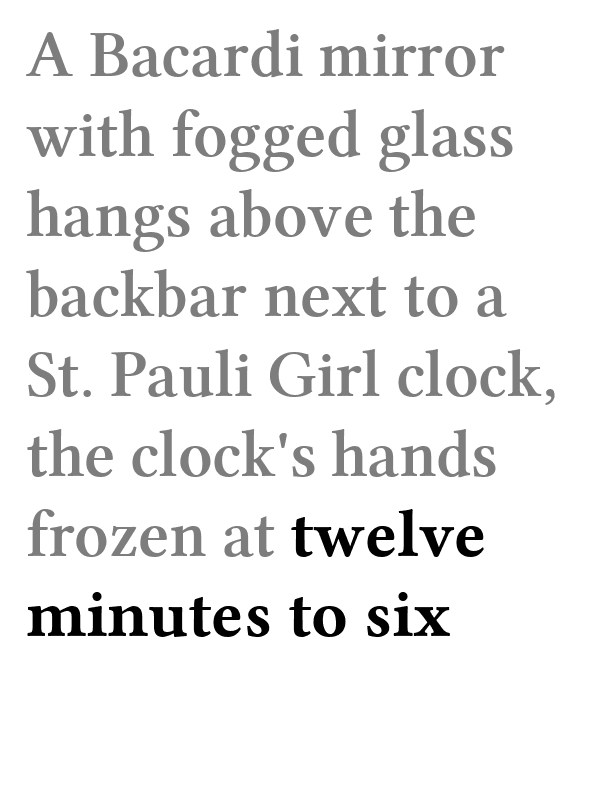 A Bacardi mirror
with fogged glass
hangs above the
backbar next to a
St. Pauli Girl clock,
the clock's hands
frozen at twelve
minutes to six